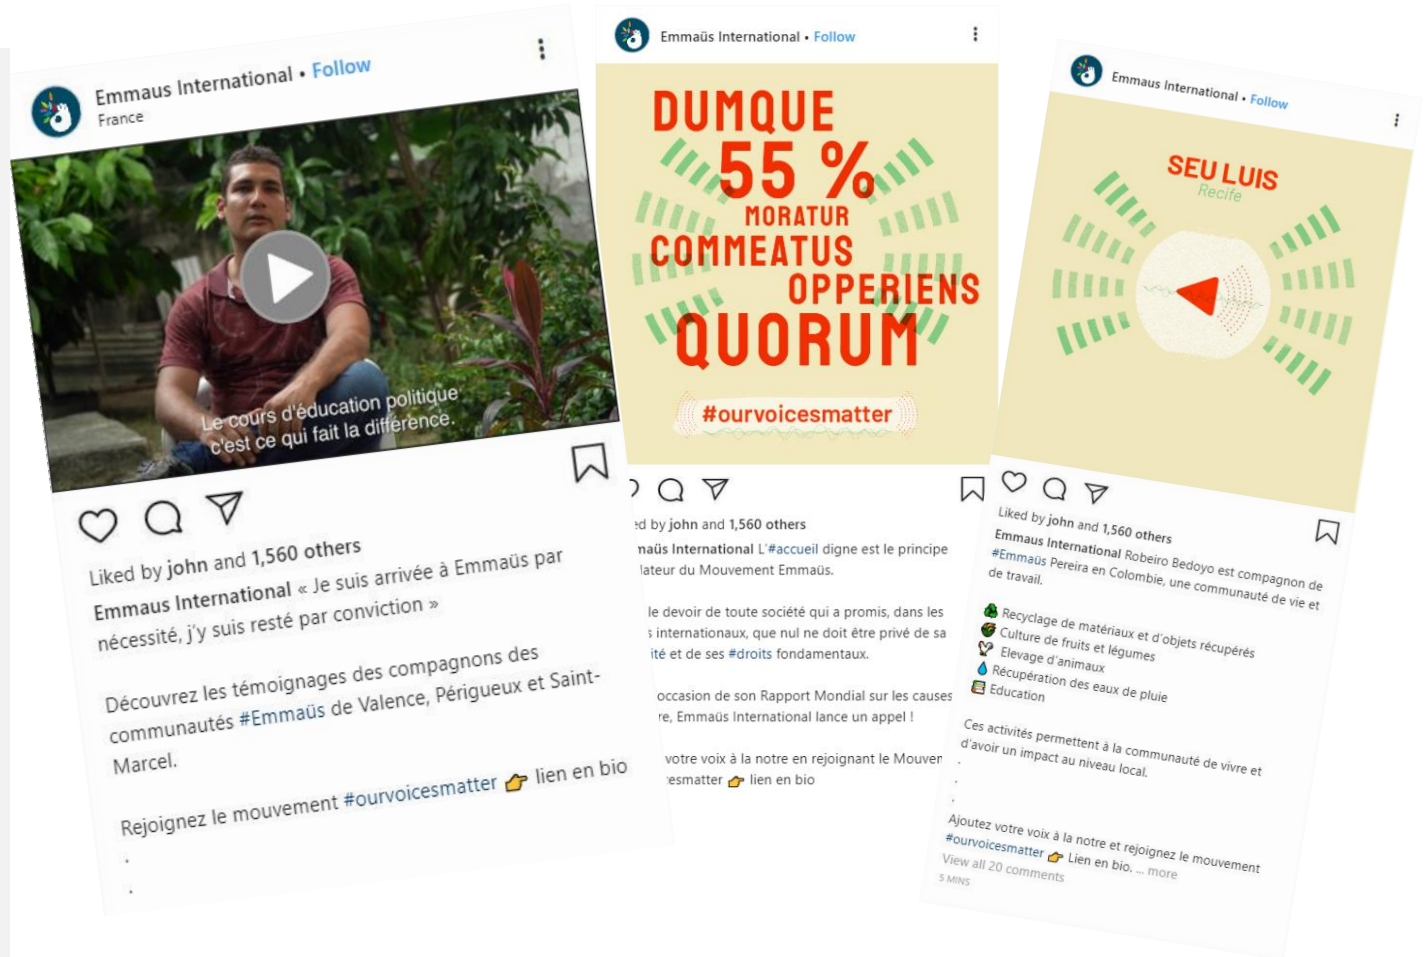 Emmaus International • Follow
France
Le cours d'éducation politique
c'est ce qui fait la différence.
Liked by john and 1,560 others
Emmaus International « Je suis arrivée à Emmaüs par
nécessité, j'y suis resté par conviction »
Découvrez les témoignages des compagnons des
communautés #Emmaüs de Valence, Périgueux et Saint-
Marcel.
Rejoignez le mouvement #ourvoicesmatter 👉 lien en bio
.
.
Emmaüs International • Follow
DUMQUE
55 %
MORATUR
COMMEATUS
OPPERIENS
QUORUM
#ourvoicesmatter
by john and 1,560 others
International L'#accueil digne est le principe
du Mouvement Emmaüs.
le devoir de toute société qui a promis, dans les
internationaux, que nul ne doit être privé de sa
et de ses #droits fondamentaux.
occasion de son Rapport Mondial sur les causes
Emmaüs International lance un appel !
votre voix à la notre en rejoignant le
👉 lien en bio
Emmaus International • Follow
SEU LUIS
Recife
Liked by john and 1,560 others
Emmaus International Robeiro Bedoyo est compagnon de
#Emmaüs Pereira en Colombie, une communauté de vie et
de travail.
Recyclage de matériaux et d'objets récupérés
Culture de fruits et légumes
Elevage d'animaux
Récupération des eaux de pluie
Education
Ces activités permettent à la communauté de vivre et
d'avoir un impact au niveau local.
.
.
.
Ajoutez votre voix à la notre et rejoignez le mouvement
#ourvoicesmatter 👉 Lien en bio. ... more
View all 20 comments
5 MINS